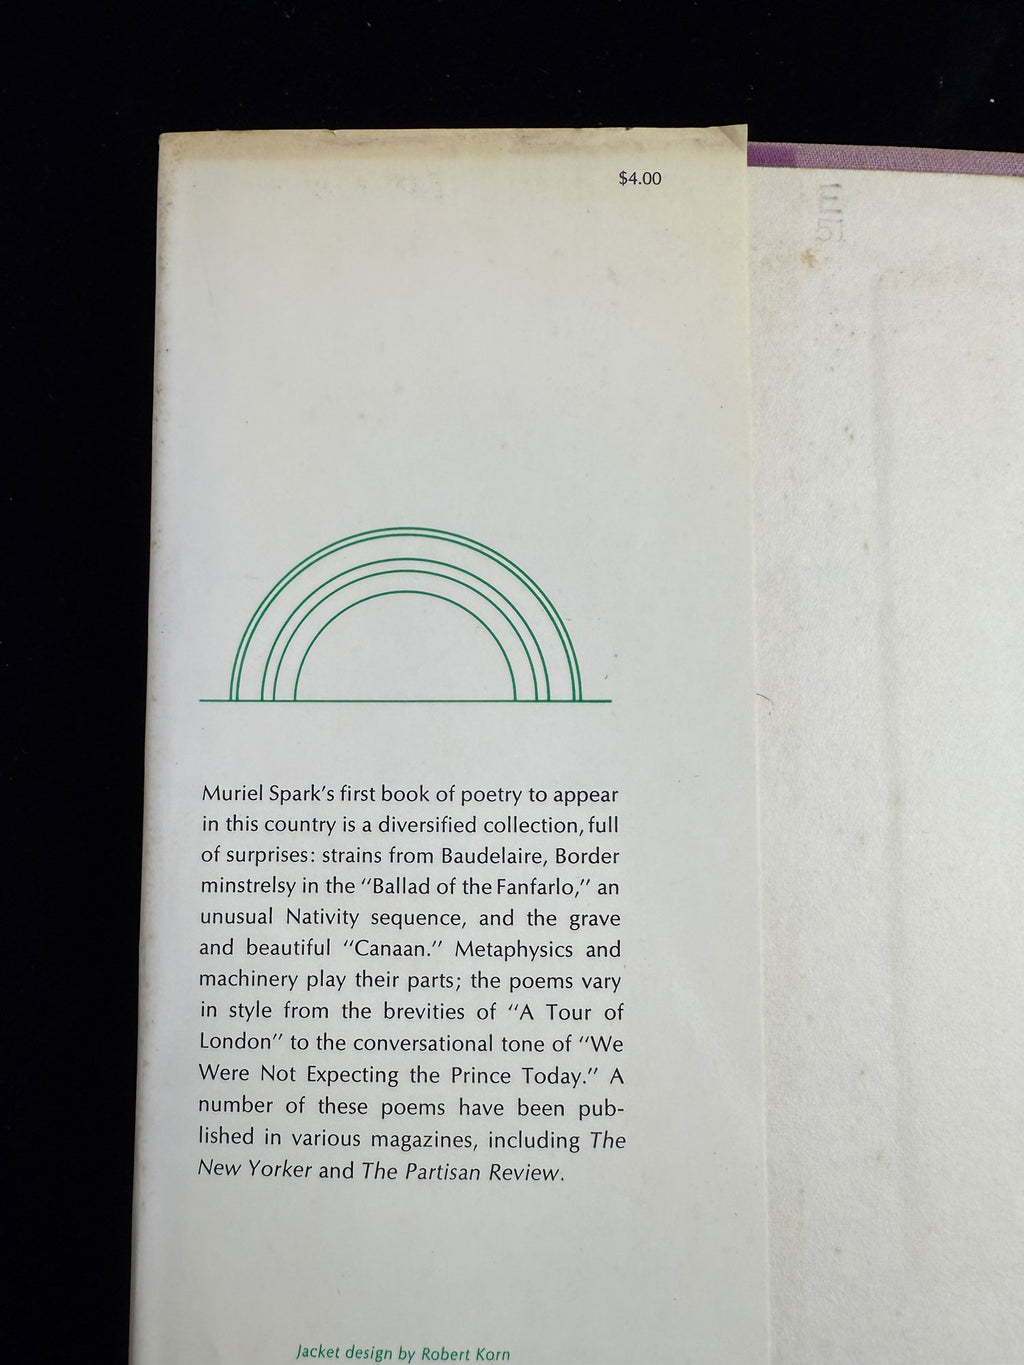 $4.00
E
51
Muriel Spark's first book of poetry to appear
in this country is a diversified collection, full
of surprises: strains from Baudelaire, Border
minstrelsy in the “Ballad of the Fanfarlo,” an
unusual Nativity sequence, and the grave
and beautiful “Canaan.” Metaphysics and
machinery play their parts; the poems vary
in style from the brevities of “A Tour of
London” to the conversational tone of “We
Were Not Expecting the Prince Today.” A
number of these poems have been pub-
lished in various magazines, including The
New Yorker and The Partisan Review.
Jacket design by Robert Korn